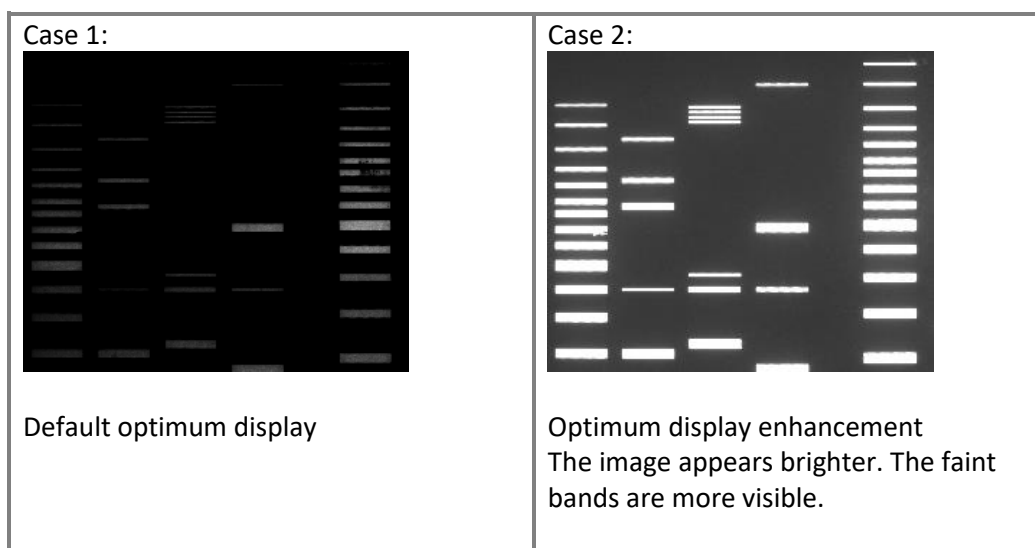 Case 1:
Case 2:
Default optimum display
Optimum display enhancement
The image appears brighter. The faint
bands are more visible.